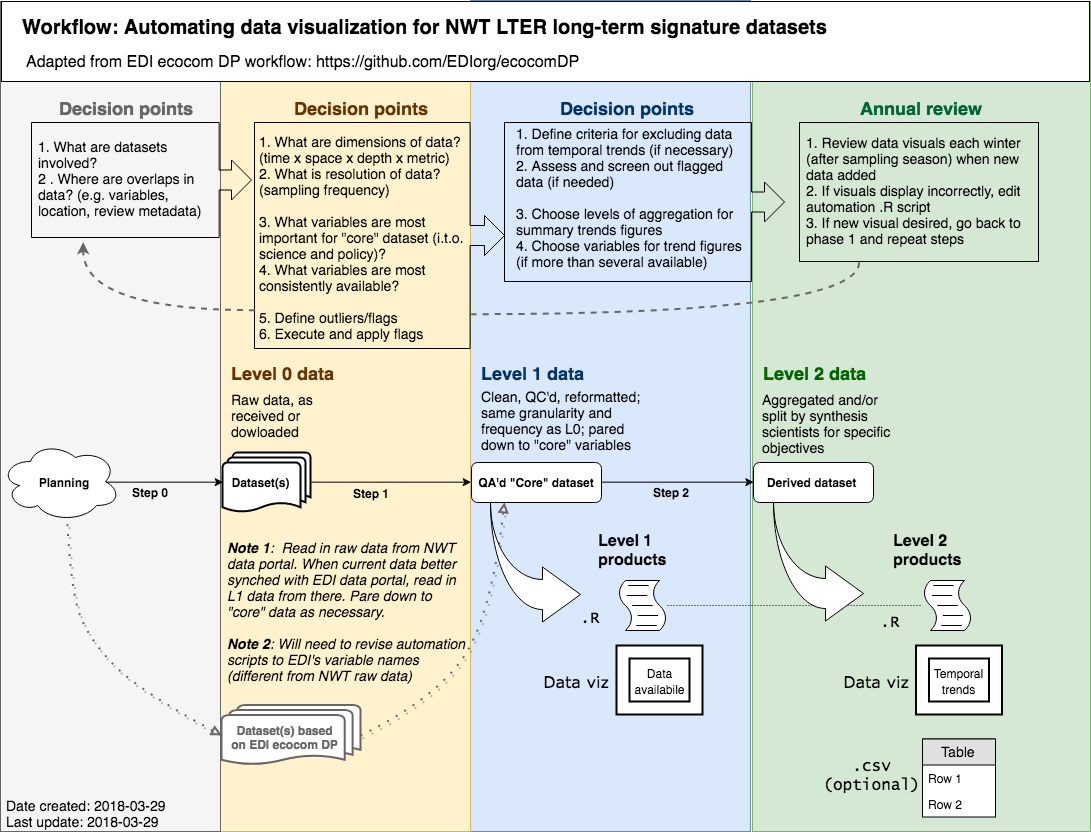 Workflow: Automating data visualization for NWT LTER long-term signature datasets
Adapted from EDI ecocom DP workflow: https://github.com/EDIorg/ecocomDP
Decision points
1. What are datasets
involved?
2 . Where are overlaps in
data? (e.g. variables,
location, review metadata)
Decision points
1. What are dimensions of data?
(time x space x depth x metric)
2. What is resolution of data?
(sampling frequency)
3. What variables are most
important for "core" dataset (i.t.o.
science and policy)?
4. What variables are most
consistently available?
5. Define outliers/flags
6. Execute and apply flags
Decision points
1. Define criteria for excluding data
from temporal trends (if necessary)
2. Assess and screen out flagged
data (if needed)
3. Choose levels of aggregation for
summary trends figures
4. Choose variables for trend figures
(if more than several available)
Annual review
1. Review data visuals each winter
(after sampling season) when new
data added
2. If visuals display incorrectly, edit
automation .R script
3. If new visual desired, go back to
phase 1 and repeat steps
Level 0 data
Raw data, as
received or
dowloaded
Level 1 data
Clean, QC'd, reformatted;
same granularity and
frequency as L0; pared
down to "core" variables
Level 2 data
Aggregated and/or
split by synthesis
scientists for specific
objectives
Planning
Step 0
Dataset(s)
Step 1
QA'd "Core" dataset
Step 2
Derived dataset
Note 1: Read in raw data from NWT
data portal. When current data better
synched with EDI data portal, read in
L1 data from there. Pare down to
"core" data as necessary.
Note 2: Will need to revise automation
scripts to EDI's variable names
(different from NWT raw data)
Dataset(s) based
on EDI ecocom DP
Level 1
products
.R
Data viz
Data
availabile
Level 2
products
.R
Data viz
Temporal
trends
.csv
(optional)
Table
Row 1
Row 2
Date created: 2018-03-29
Last update: 2018-03-29